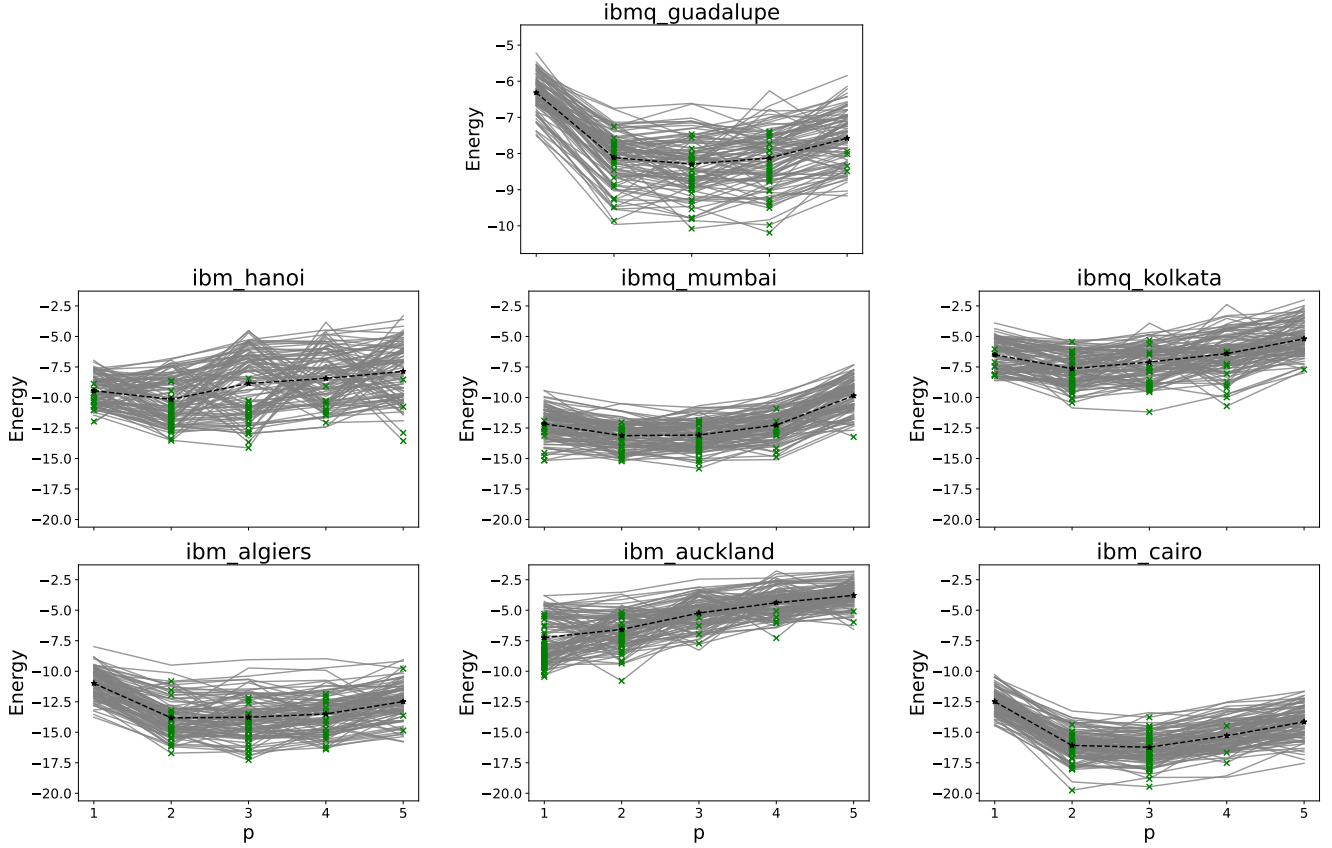 ibmq_guadalupe
Energy
−5
−6
−7
−8
−9
−10
ibm_hanoi
Energy
−2.5
−5.0
−7.5
−10.0
−12.5
−15.0
−17.5
−20.0
ibmq_mumbai
Energy
−2.5
−5.0
−7.5
−10.0
−12.5
−15.0
−17.5
−20.0
ibmq_kolkata
Energy
−2.5
−5.0
−7.5
−10.0
−12.5
−15.0
−17.5
−20.0
ibm_algiers
Energy
−2.5
−5.0
−7.5
−10.0
−12.5
−15.0
−17.5
−20.0
1 2 3 4 5
p
ibm_auckland
Energy
−2.5
−5.0
−7.5
−10.0
−12.5
−15.0
−17.5
−20.0
1 2 3 4 5
p
ibm_cairo
Energy
−2.5
−5.0
−7.5
−10.0
−12.5
−15.0
−17.5
−20.0
1 2 3 4 5
p